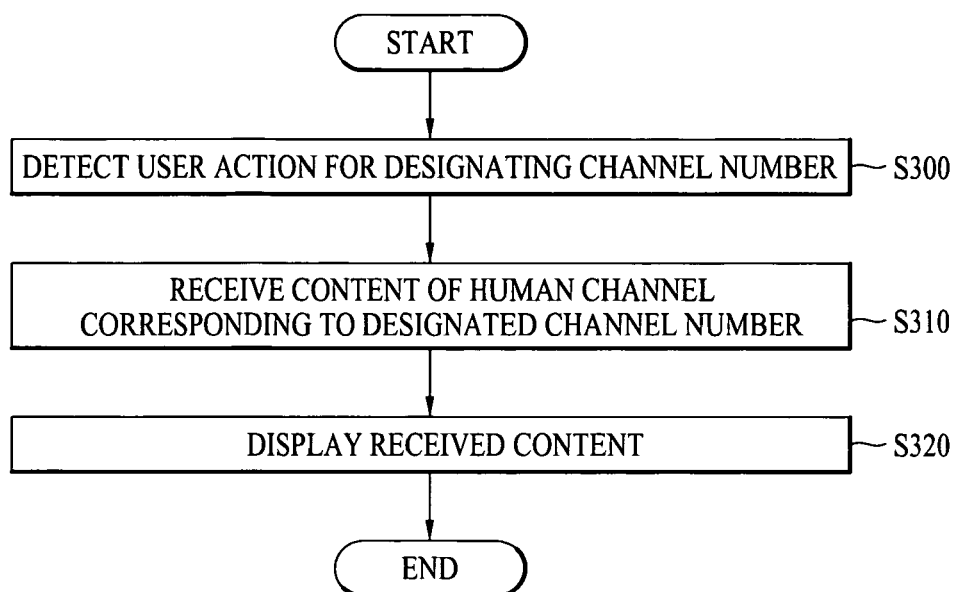 START
DETECT USER ACTION FOR DESIGNATING CHANNEL NUMBER
S300
RECEIVE CONTENT OF HUMAN CHANNEL
CORRESPONDING TO DESIGNATED CHANNEL NUMBER
S310
DISPLAY RECEIVED CONTENT
S320
END